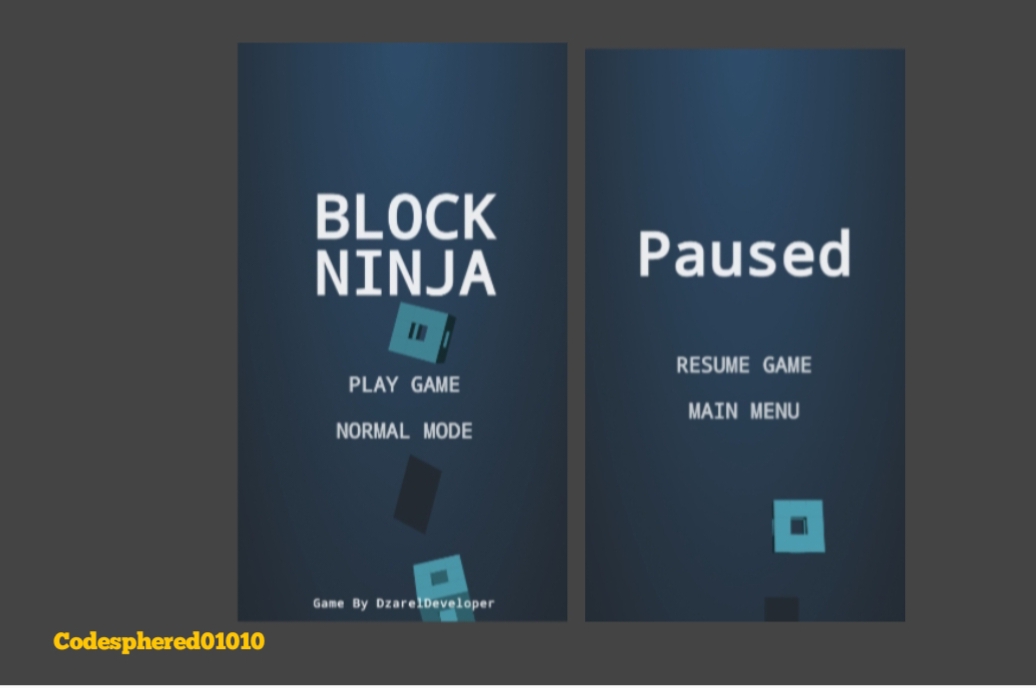 BLOCK
NINJA
PLAY GAME
NORMAL MODE
Game By DzarelDeveloper
Paused
RESUME GAME
MAIN MENU
Codesphered01010